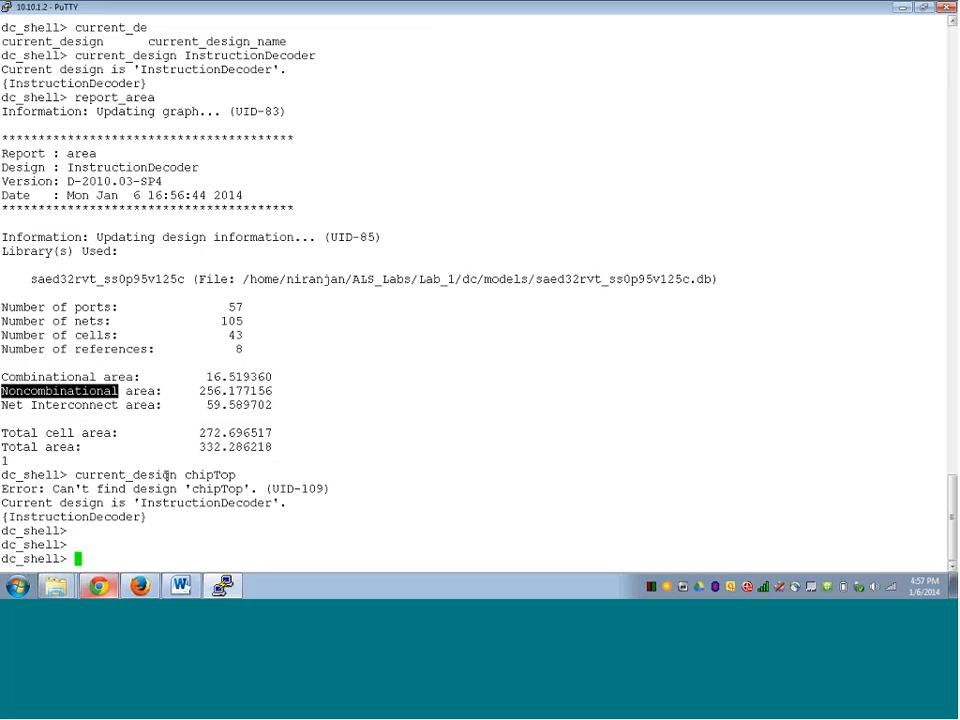 10.10.1.2 - PuTTY
dc_shell> current_de
current_design      current_design_name
dc_shell> current_design InstructionDecoder
Current design is 'InstructionDecoder'.
{InstructionDecoder}
dc_shell> report_area
Information: Updating graph... (UID-83)
****************************************
Report : area
Design : InstructionDecoder
Version: D-2010.03-SP4
Date   : Mon Jan  6 16:56:44 2014
****************************************
Information: Updating design information... (UID-85)
Library(s) Used:
    saed32rvt_ss0p95v125c (File: /home/niranjan/ALS_Labs/Lab_1/dc/models/saed32rvt_ss0p95v125c.db)
Number of ports:               57
Number of nets:               105
Number of cells:               43
Number of references:           8
Combinational area:         16.519360
Noncombinational area:     256.177156
Net Interconnect area:      59.589702
Total cell area:           272.696517
Total area:                332.286218
1
dc_shell> current_design chipTop
Error: Can't find design 'chipTop'. (UID-109)
Current design is 'InstructionDecoder'.
{InstructionDecoder}
dc_shell>
dc_shell>
dc_shell>
4:57 PM
1/6/2014